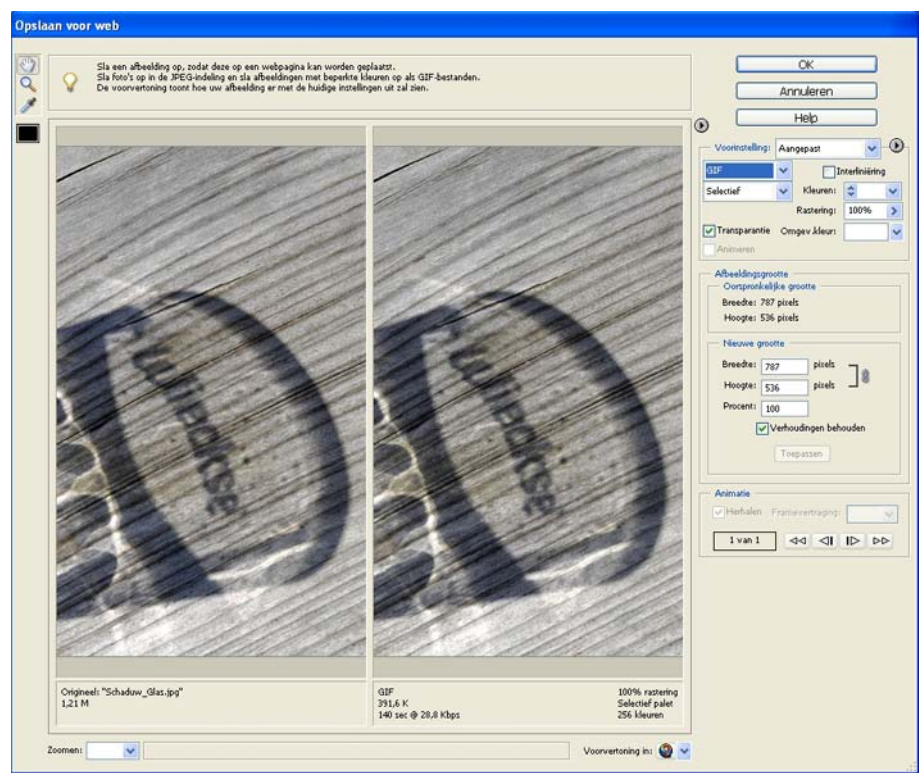 Opslaan voor web
Sla een afbeelding op, zodat deze op een webpagina kan worden geplaatst.
Sla foto's op in de JPEG-indeling en sla afbeeldingen met beperkte kleuren op als GIF-bestanden.
De voorvertoning toont hoe uw afbeelding er met de huidige instellingen uit zal zien.
OK
Annuleren
Help
Voorinstelling: Aangepast
GIF Interliniëring
Selectief Kleuren:
Rastering: 100%
Transparantie Omgev.kleur:
Animeren
Afbeeldingsgrootte
Oorspronkelijke grootte
Breedte: 787 pixels
Hoogte: 536 pixels
Nieuwe grootte
Breedte: 787 pixels
Hoogte: 536 pixels
Procent: 100
Verhoudingen behouden
Toepassen
Animatie
Herhalen Framevertraging:
1 van 1
Origineel: "Schaduw_Glas.jpg"
1,21 M
GIF 100% rastering
391,6 K Selectief palet
140 sec @ 28,8 Kbps 256 kleuren
Zoomen: Voorvertoning in: